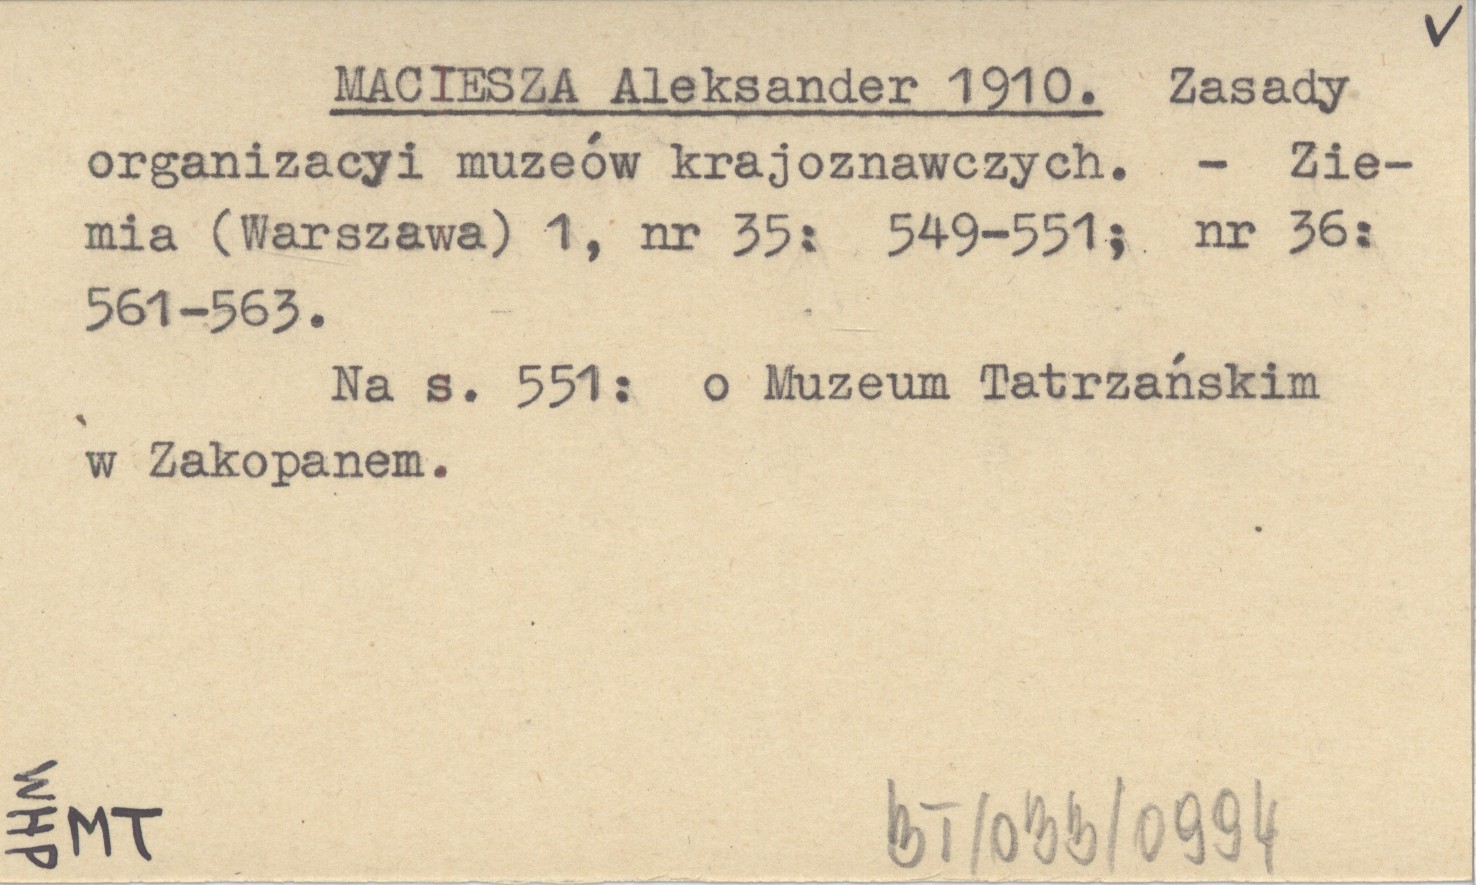 ✓
MACIESZA Aleksander 1910. Zasady
organizacyi muzeów krajoznawczych. - Zie-
mia (Warszawa) 1, nr 35: 549-551; nr 36:
561-563.
Na s. 551: o Muzeum Tatrzańskim
w Zakopanem.
WHP
MT
BT/033/0994